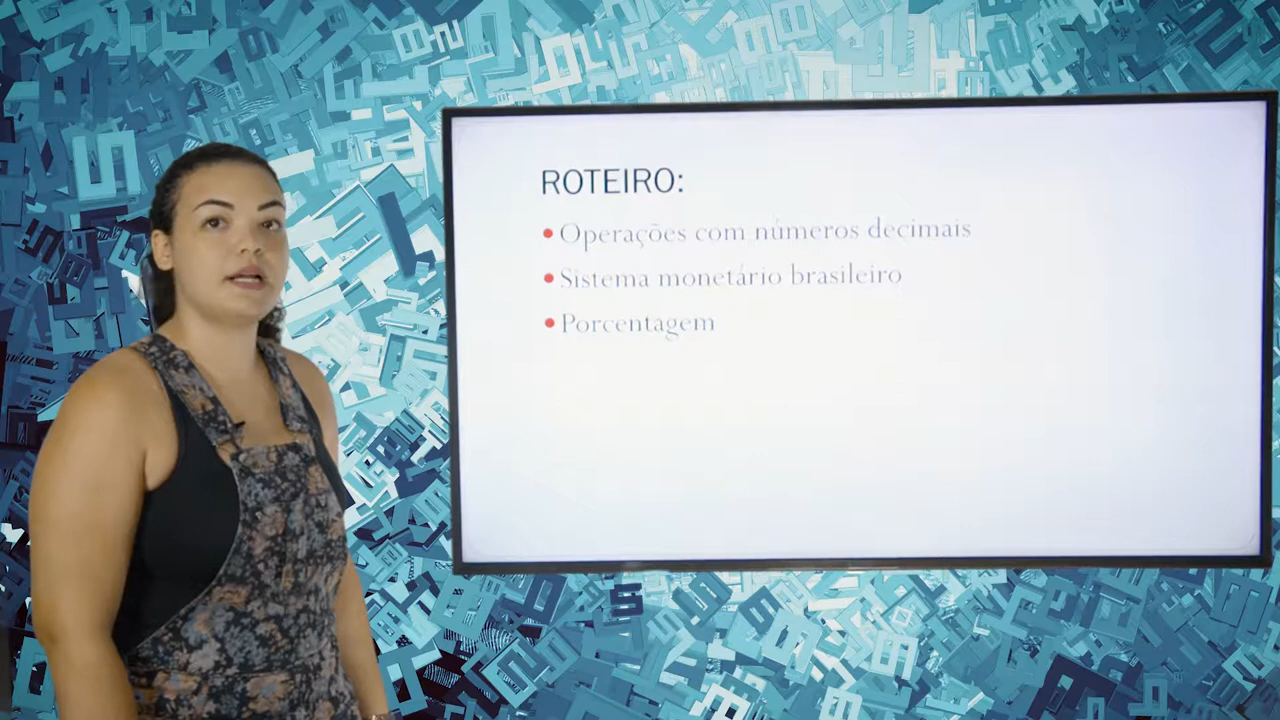 ROTEIRO:
• Operações com números decimais
• Sistema monetário brasileiro
• Porcentagem